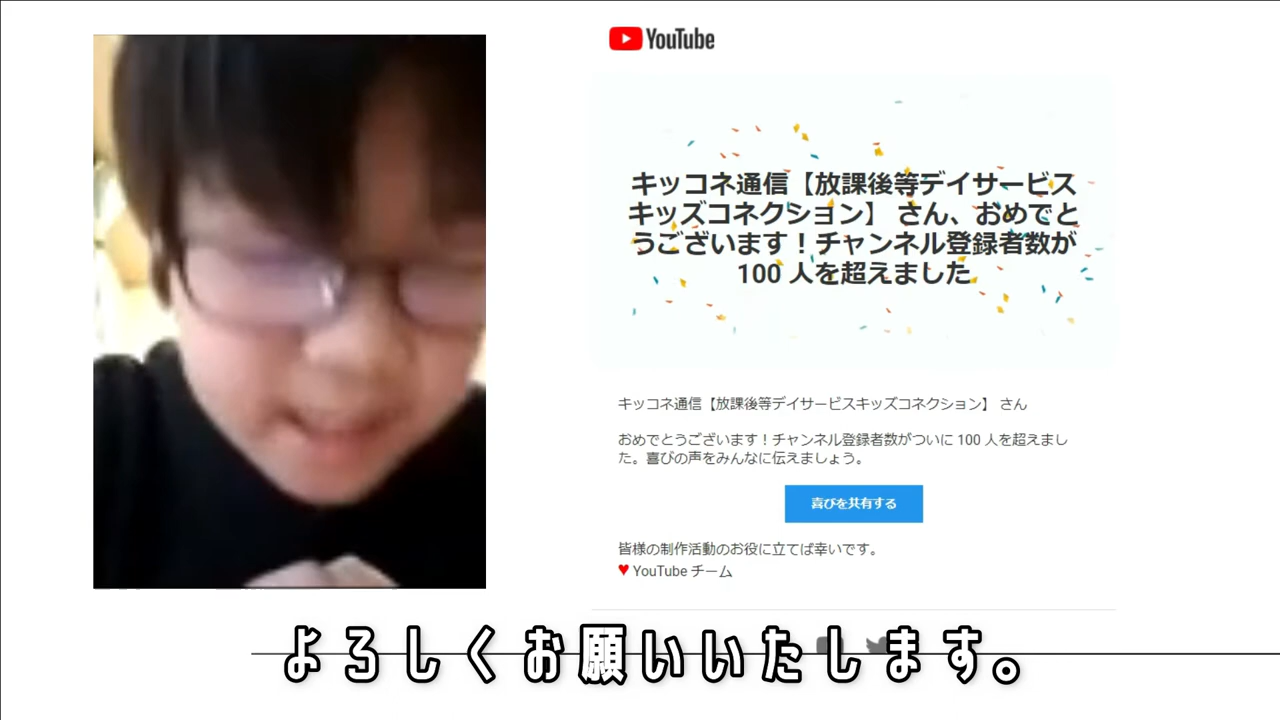 YouTube
キッコネ通信【放課後等デイサービス
キッズコネクション】 さん、おめでと
うございます！チャンネル登録者数が
100 人を超えました
キッコネ通信【放課後等デイサービスキッズコネクション】 さん
おめでとうございます！チャンネル登録者数がついに 100 人を超えまし
た。喜びの声をみんなに伝えましょう。
喜びを共有する
皆様の制作活動のお役に立てば幸いです。
♥ YouTube チーム
よろしくお願いいたします。